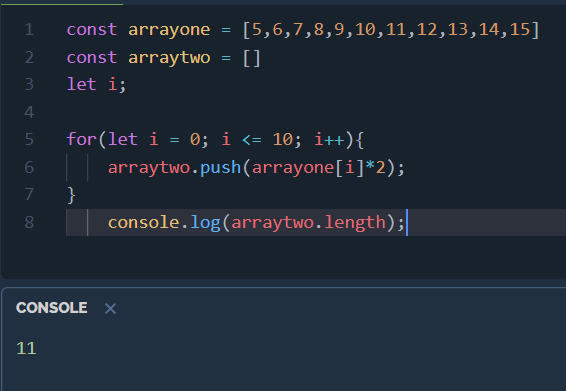 1 const arrayone = [5,6,7,8,9,10,11,12,13,14,15]
2 const arraytwo = []
3 let i;
4
5 for(let i = 0; i <= 10; i++){
6 arraytwo.push(arrayone[i]*2);
7 }
8 console.log(arraytwo.length);
CONSOLE ×
11